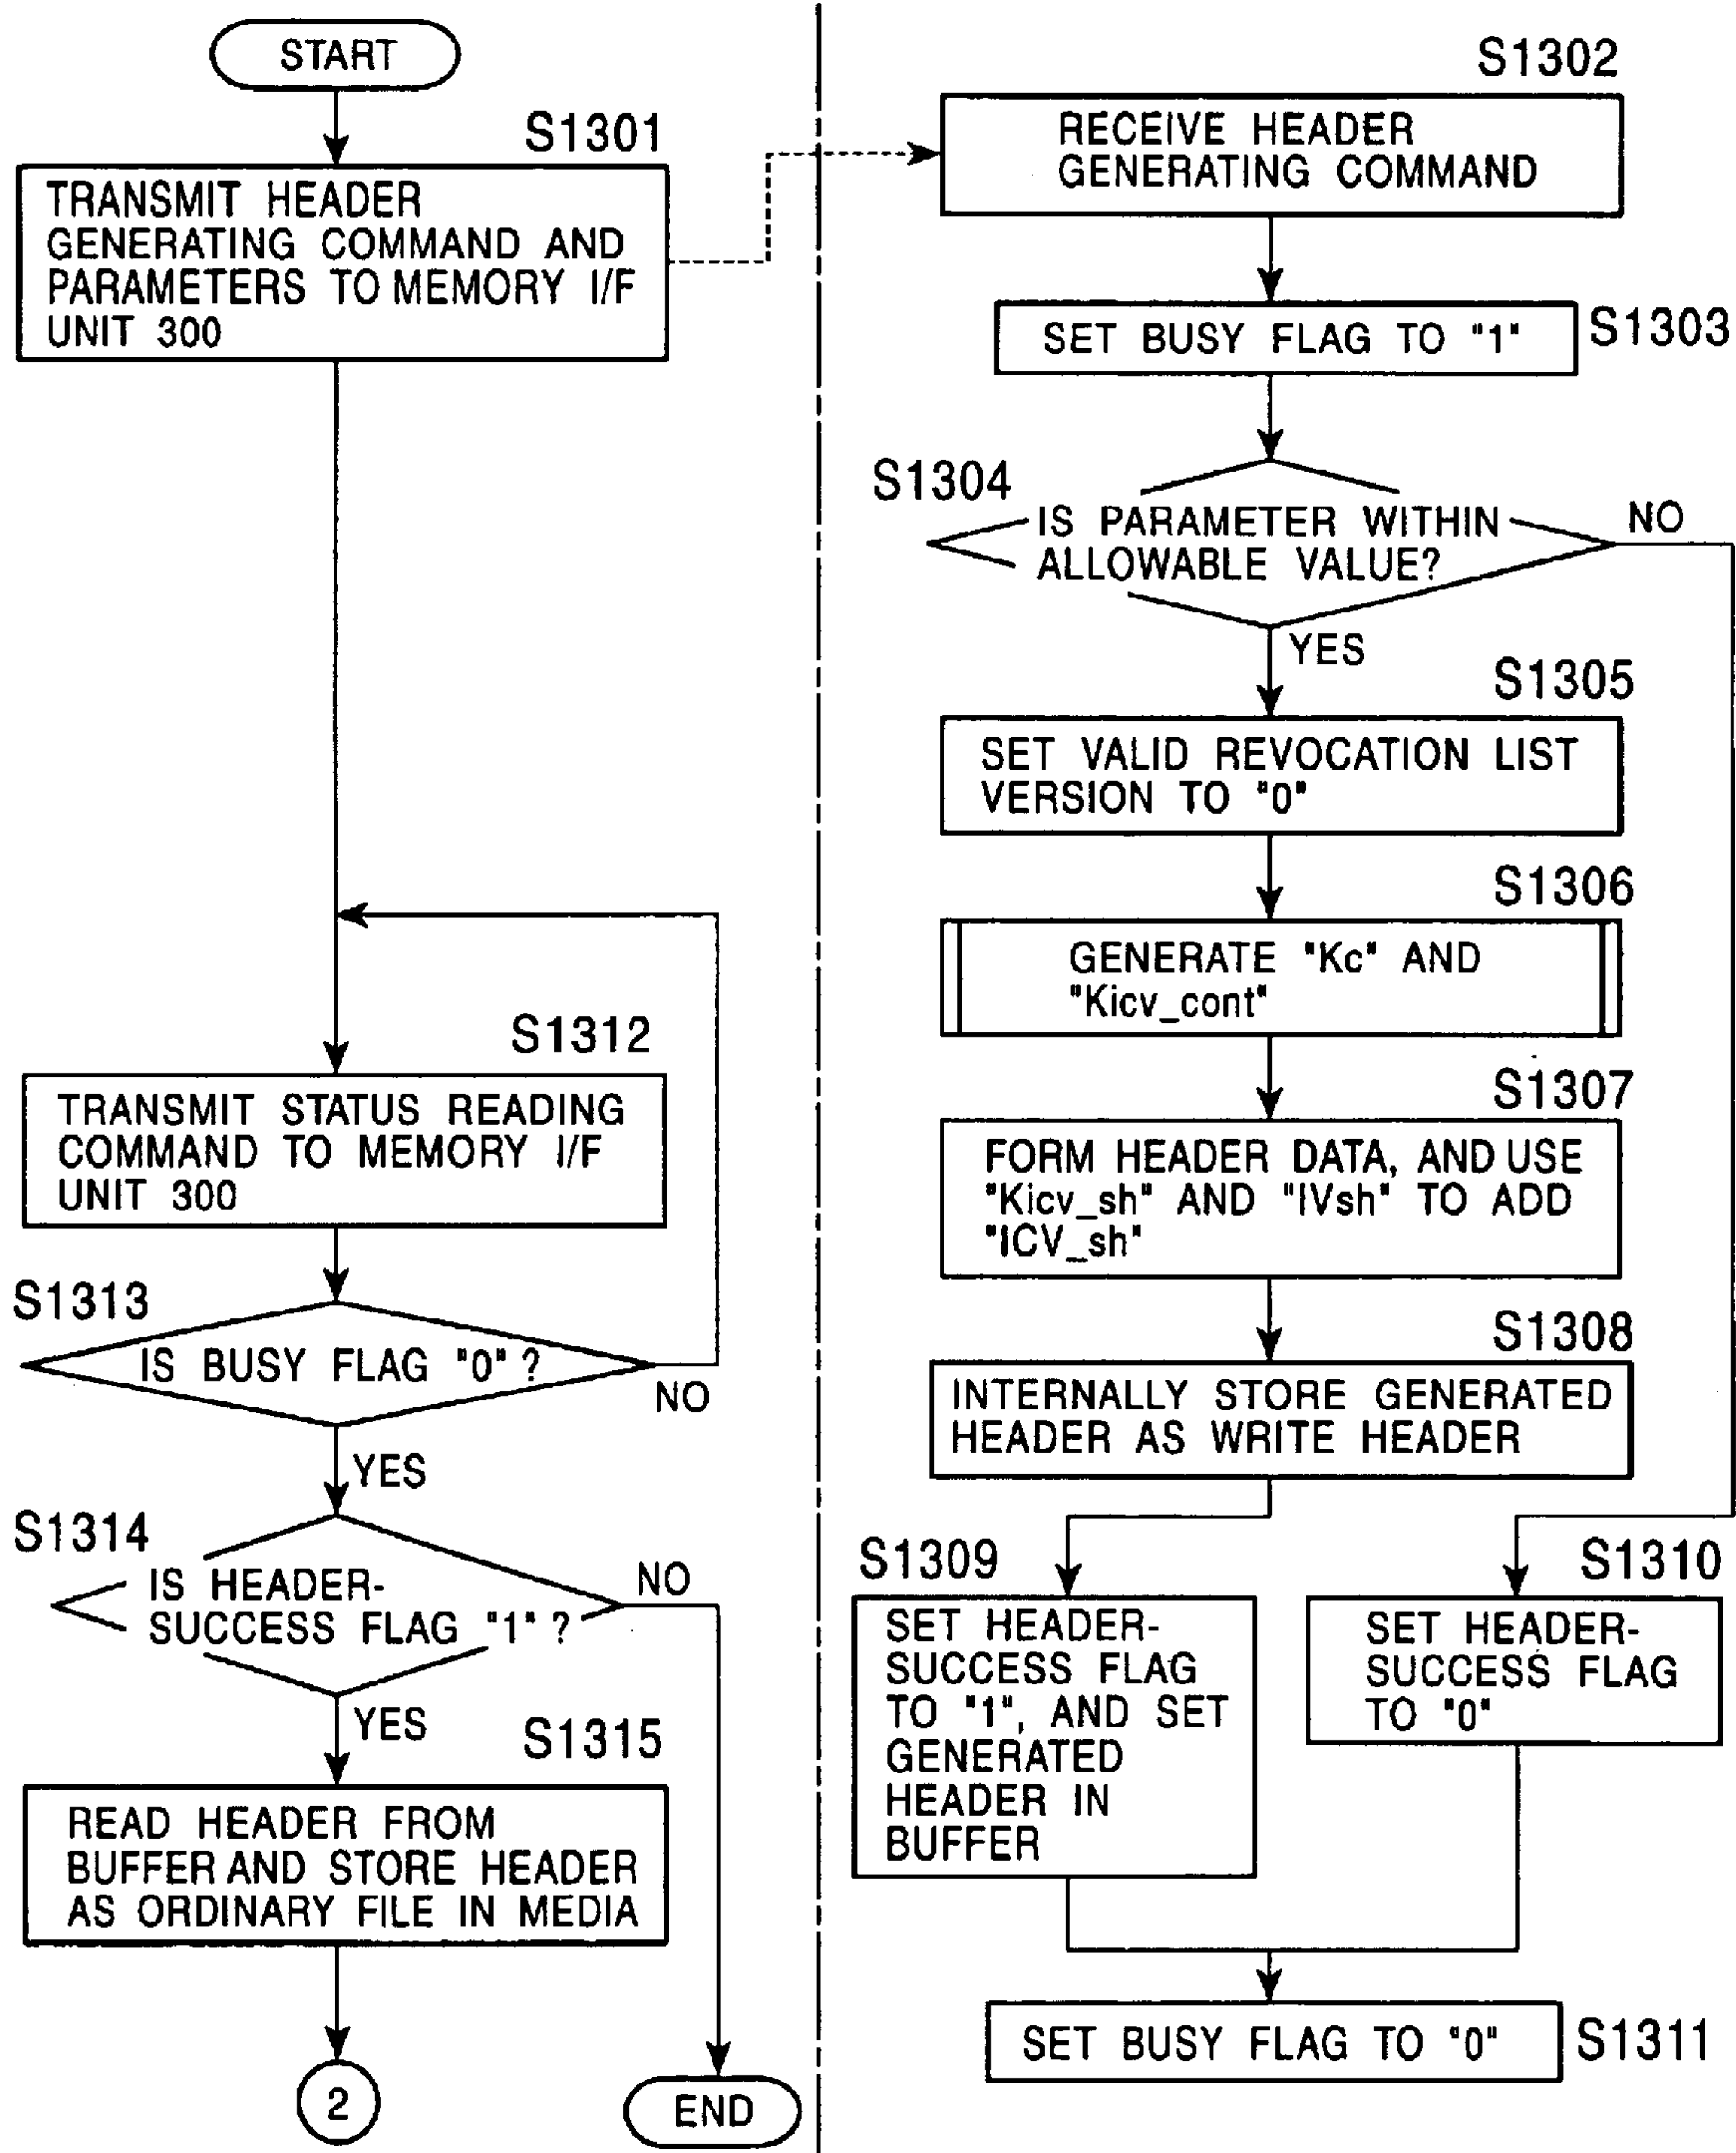 START
S1301
TRANSMIT HEADER
GENERATING COMMAND AND
PARAMETERS TO MEMORY I/F
UNIT 300
S1312
TRANSMIT STATUS READING
COMMAND TO MEMORY I/F
UNIT 300
S1313
IS BUSY FLAG "0" ?
NO
YES
S1314
IS HEADER-
SUCCESS FLAG "1" ?
NO
YES
S1315
READ HEADER FROM
BUFFER AND STORE HEADER
AS ORDINARY FILE IN MEDIA
2
END
S1302
RECEIVE HEADER
GENERATING COMMAND
SET BUSY FLAG TO "1"
S1303
S1304
IS PARAMETER WITHIN
ALLOWABLE VALUE?
NO
YES
S1305
SET VALID REVOCATION LIST
VERSION TO "0"
S1306
GENERATE "Kc" AND
"Kicv_cont"
S1307
FORM HEADER DATA, AND USE
"Kicv_sh" AND "IVsh" TO ADD
"ICV_sh"
S1308
INTERNALLY STORE GENERATED
HEADER AS WRITE HEADER
S1309
SET HEADER-
SUCCESS FLAG
TO "1", AND SET
GENERATED
HEADER IN
BUFFER
S1310
SET HEADER-
SUCCESS FLAG
TO "0"
SET BUSY FLAG TO "0"
S1311